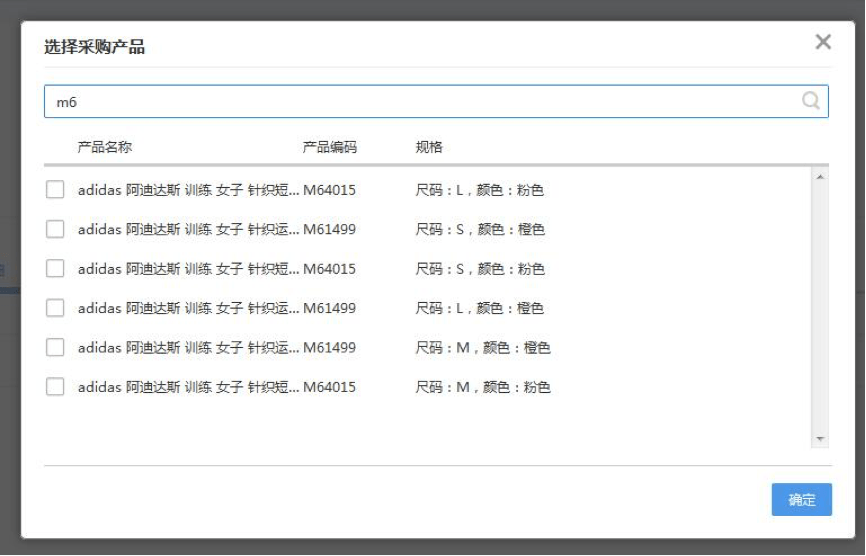 选择采购产品
m6
产品名称 产品编码 规格
adidas 阿迪达斯 训练 女子 针织短... M64015 尺码：L，颜色：粉色
adidas 阿迪达斯 训练 女子 针织运... M61499 尺码：S，颜色：橙色
adidas 阿迪达斯 训练 女子 针织短... M64015 尺码：S，颜色：粉色
adidas 阿迪达斯 训练 女子 针织运... M61499 尺码：L，颜色：橙色
adidas 阿迪达斯 训练 女子 针织运... M61499 尺码：M，颜色：橙色
adidas 阿迪达斯 训练 女子 针织短... M64015 尺码：M，颜色：粉色
确定